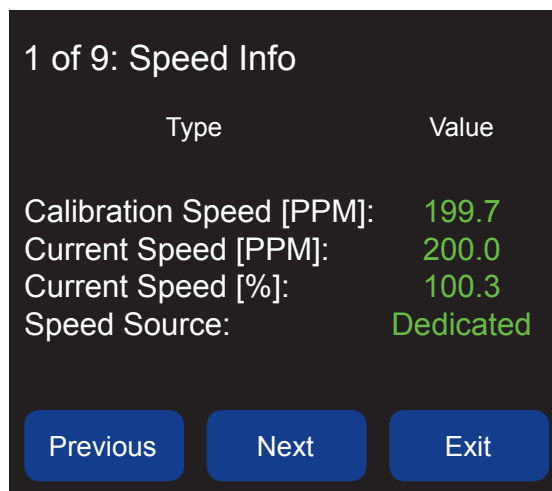 1 of 9: Speed Info
Type Value
Calibration Speed [PPM]: 199.7
Current Speed [PPM]: 200.0
Current Speed [%]: 100.3
Speed Source: Dedicated
Previous Next Exit